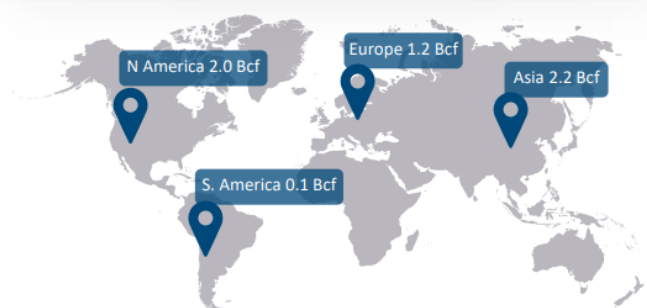 Europe 1.2 Bcf
N America 2.0 Bcf
Asia 2.2 Bcf
S. America 0.1 Bcf